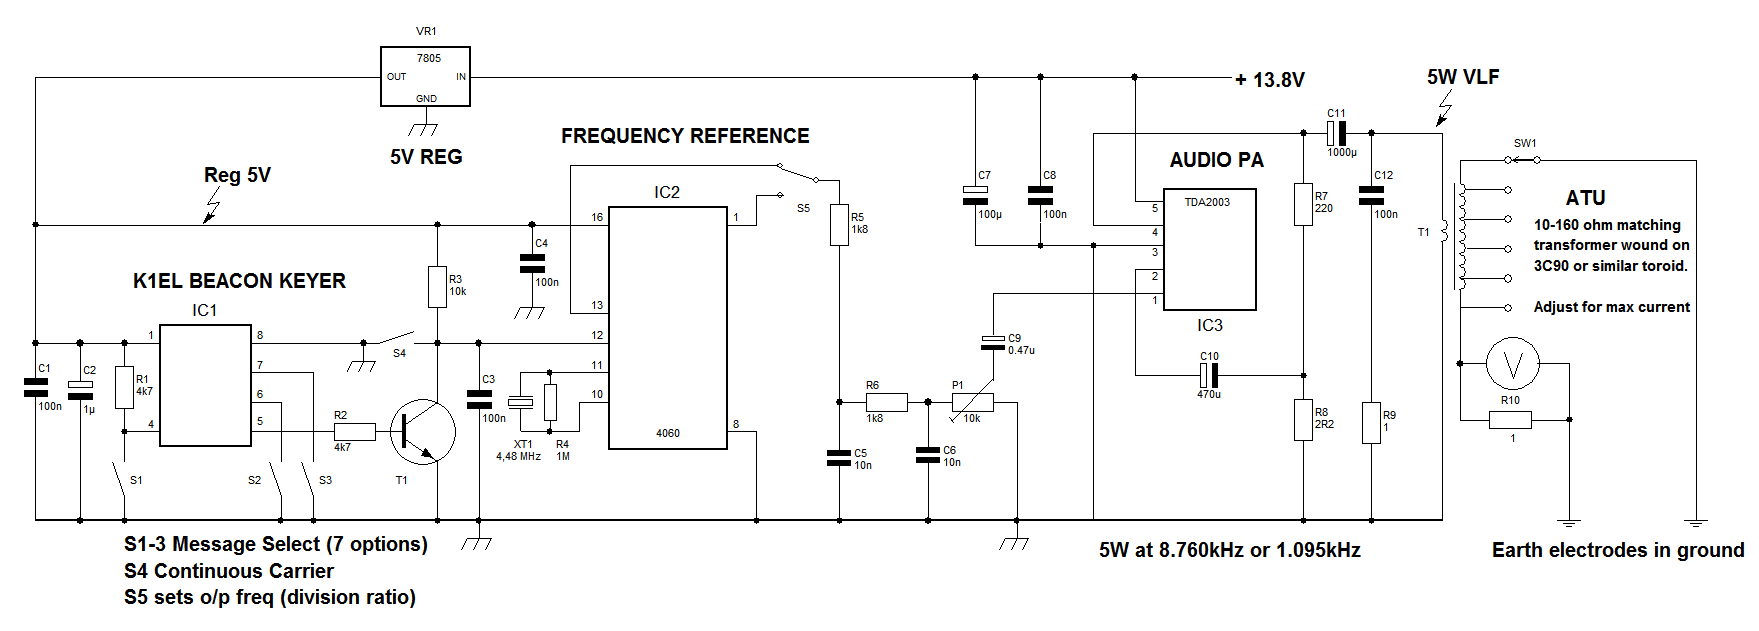 VR1
7805
OUT
IN
GND
5V REG
+ 13.8V
5W VLF
FREQUENCY REFERENCE
Reg 5V
AUDIO PA
C11
1000µ
SW1
ATU
10-160 ohm matching
transformer wound on
3C90 or similar toroid.
Adjust for max current
K1EL BEACON KEYER
IC1
1
4
8
7
6
5
C1
100n
C2
1µ
R1
4k7
S1
S2
S3
R2
4k7
T1
R3
10k
S4
C3
100n
C4
100n
XT1
4,48 MHz
R4
1M
IC2
16
13
12
11
10
1
8
4060
S5
R5
1k8
R6
1k8
C5
10n
C6
10n
P1
10k
C7
100µ
C8
100n
C9
0.47u
TDA2003
5
4
3
2
1
IC3
C10
470u
R7
220
R8
2R2
C12
100n
R9
1
T1
V
R10
1
S1-3 Message Select (7 options)
S4 Continuous Carrier
S5 sets o/p freq (division ratio)
5W at 8.760kHz or 1.095kHz
Earth electrodes in ground